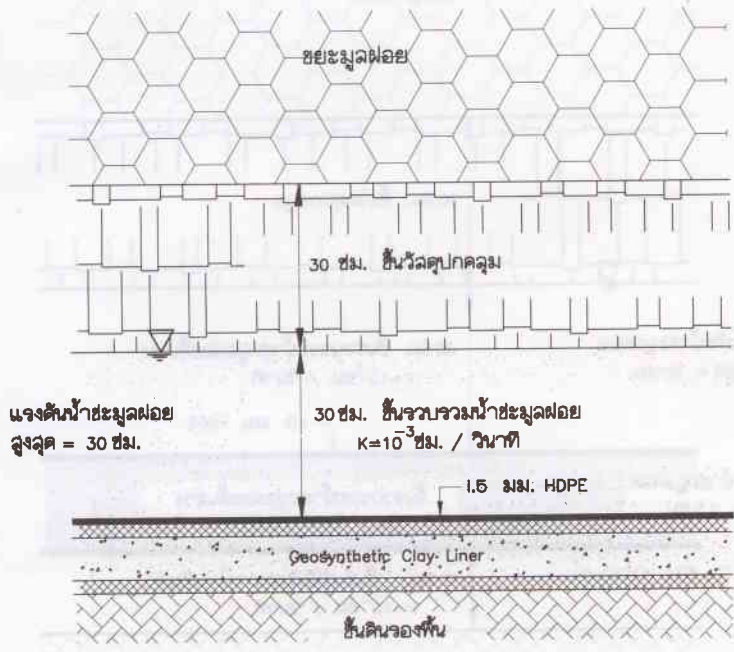 ขยะมูลฝอย
30 ซม. ชั้นวัสดุปกคลุม
แรงดันน้ำชะมูลฝอย
สูงสุด = 30 ซม.
30 ซม. ชั้นรวบรวมน้ำชะมูลฝอย
K=10⁻³ซม. / วินาที
1.5 มม. HDPE
Geosynthetic Clay Liner
ชั้นดินรองพื้น